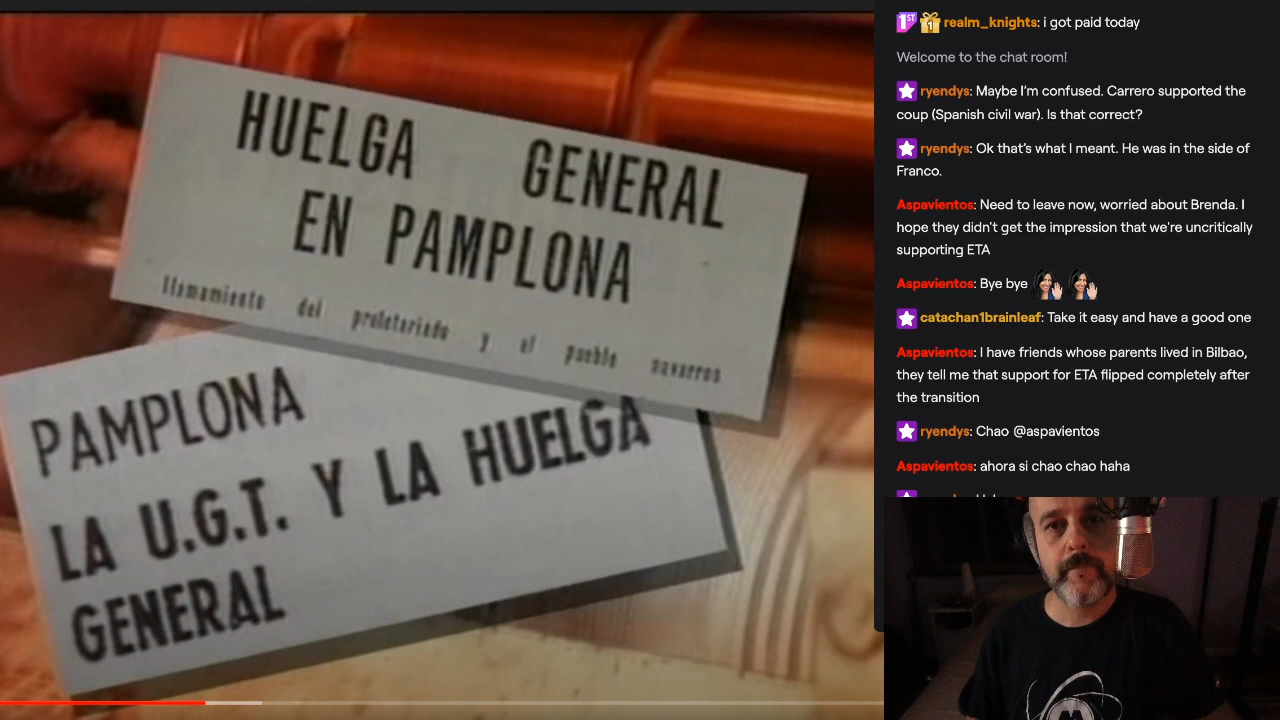 HUELGA GENERAL
EN PAMPLONA
llamamiento del proletariado y el pueblo navarros
PAMPLONA
LA U.G.T. Y LA HUELGA
GENERAL
1ST 1 realm_knights: i got paid today
Welcome to the chat room!
ryendys: Maybe I'm confused. Carrero supported the
coup (Spanish civil war). Is that correct?
ryendys: Ok that's what I meant. He was in the side of
Franco.
Aspavientos: Need to leave now, worried about Brenda. I
hope they didn't get the impression that we're uncritically
supporting ETA
Aspavientos: Bye bye
catachan1brainleaf: Take it easy and have a good one
Aspavientos: I have friends whose parents lived in Bilbao,
they tell me that support for ETA flipped completely after
the transition
ryendys: Chao @aspavientos
Aspavientos: ahora si chao chao haha